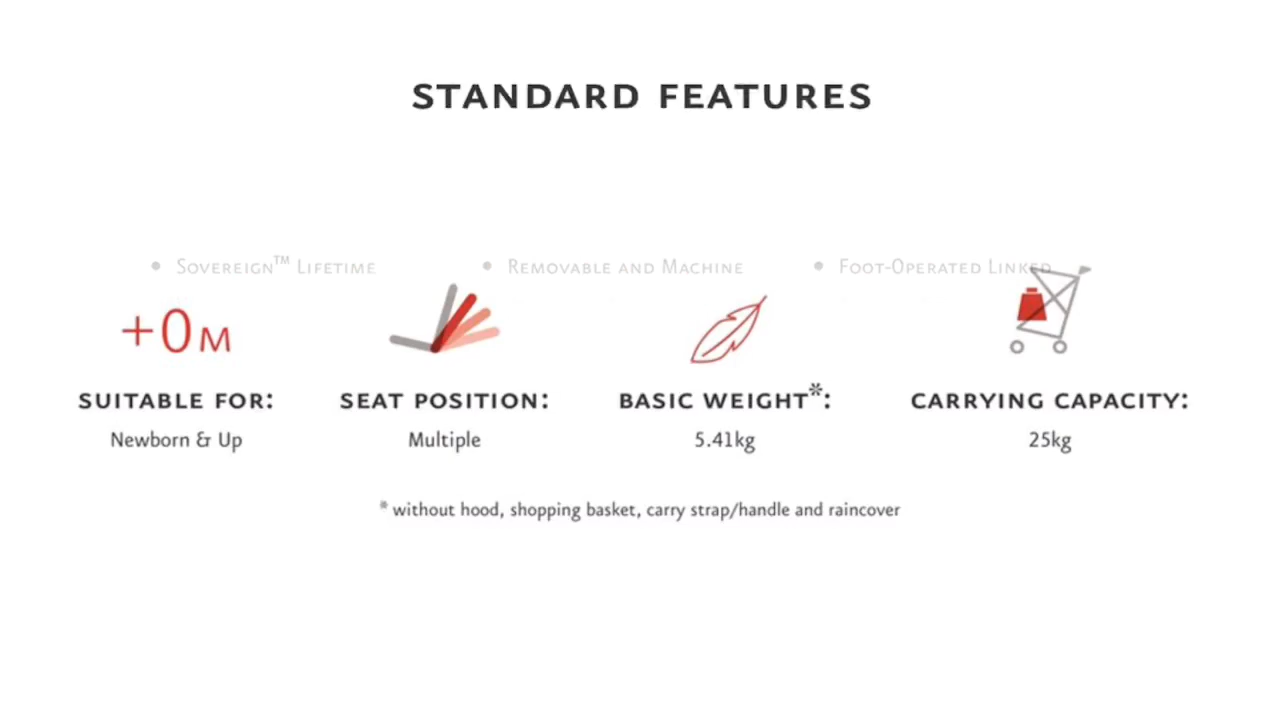 STANDARD FEATURES
• SOVEREIGN™ LIFETIME • REMOVABLE AND MACHINE • FOOT-OPERATED LINKED
+0M
SUITABLE FOR: SEAT POSITION: BASIC WEIGHT*: CARRYING CAPACITY:
Newborn & Up Multiple 5.41kg 25kg
* without hood, shopping basket, carry strap/handle and raincover